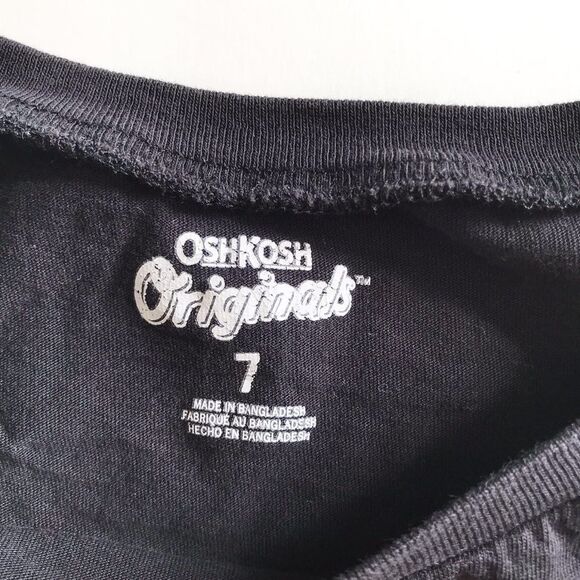 OSHKOSH
Originals™
7
MADE IN BANGLADESH
FABRIQUÉ AU BANGLADESH
HECHO EN BANGLADESH